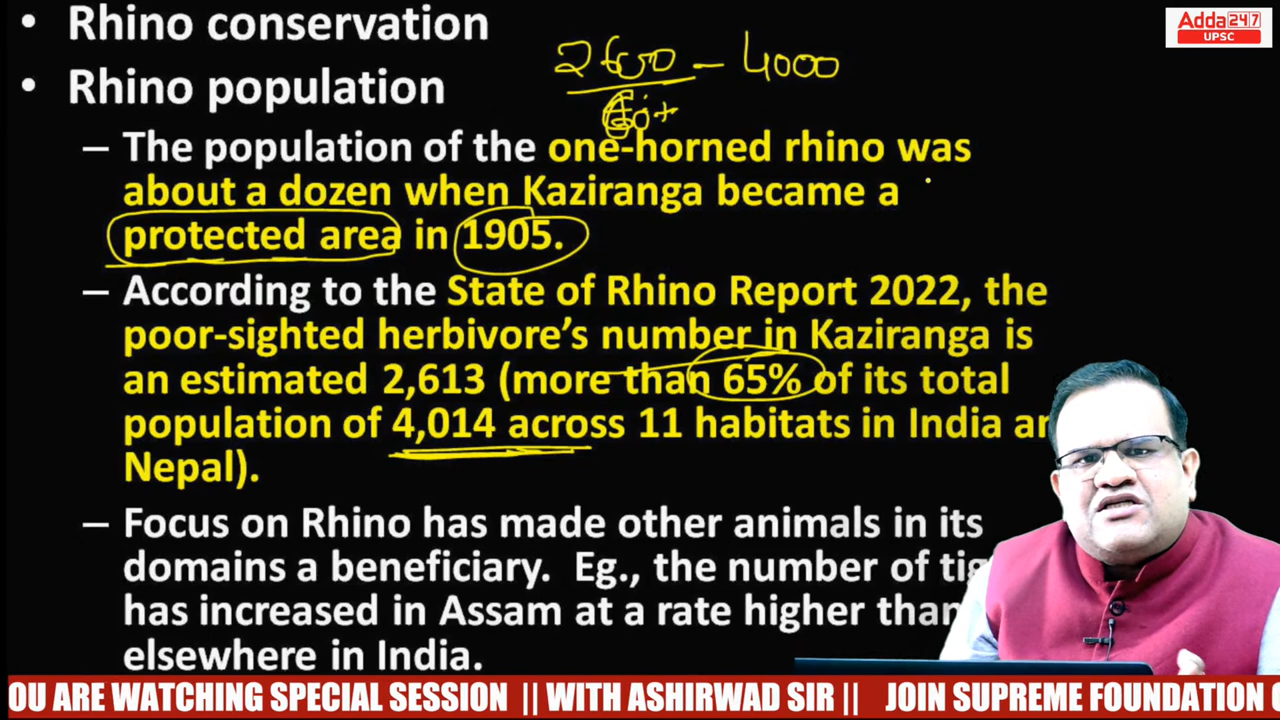 • Rhino conservation
Adda247
UPSC
2600 - 4000
• Rhino population
60+
– The population of the one-horned rhino was
about a dozen when Kaziranga became a
protected area in 1905.
– According to the State of Rhino Report 2022, the
poor-sighted herbivore's number in Kaziranga is
an estimated 2,613 (more than 65% of its total
population of 4,014 across 11 habitats in India
Nepal).
– Focus on Rhino has made other animals in its
domains a beneficiary. Eg., the number of
has increased in Assam at a rate higher than
elsewhere in India.
OU ARE WATCHING SPECIAL SESSION || WITH ASHIRWAD SIR || JOIN SUPREME FOUNDATION